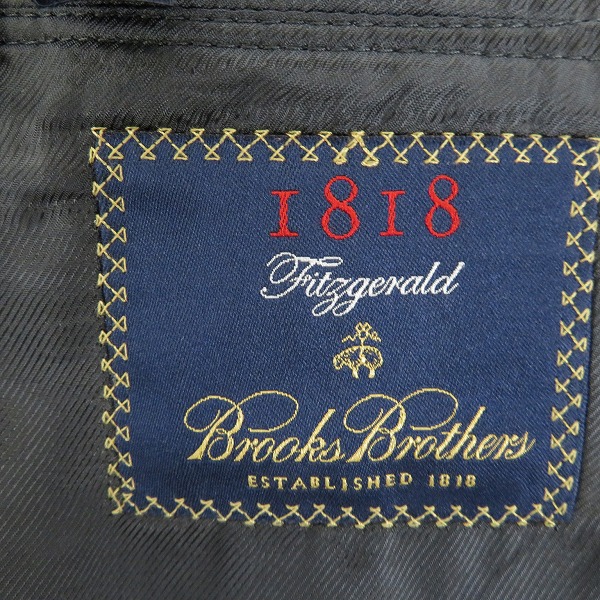 1818
Fitzgerald
Brooks Brothers
ESTABLISHED 1818